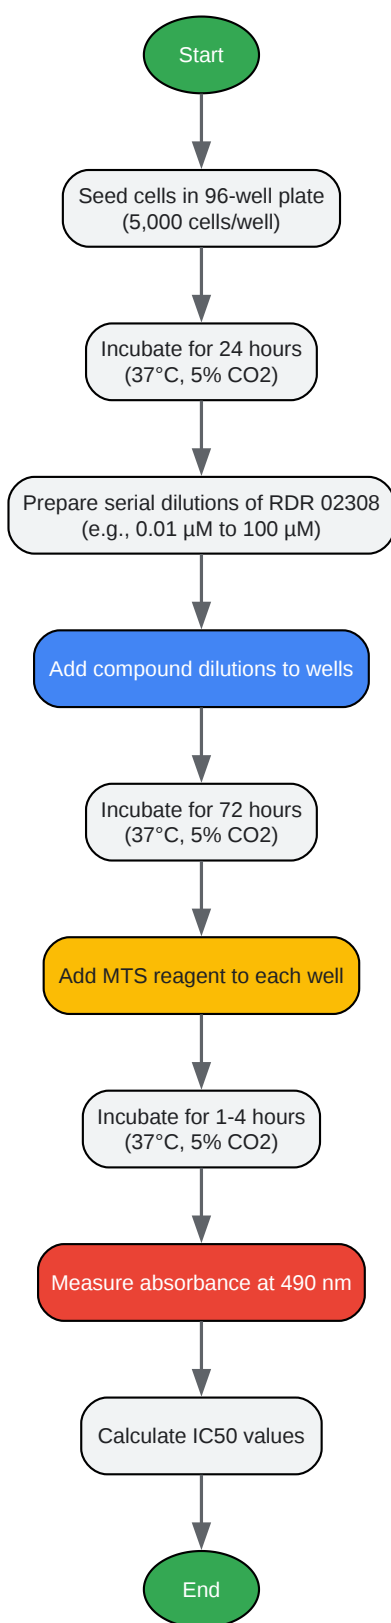 Start
Seed cells in 96-well plate
(5,000 cells/well)
Incubate for 24 hours
(37°C, 5% CO2)
Prepare serial dilutions of RDR 02308
(e.g., 0.01 µM to 100 µM)
Add compound dilutions to wells
Incubate for 72 hours
(37°C, 5% CO2)
Add MTS reagent to each well
Incubate for 1-4 hours
(37°C, 5% CO2)
Measure absorbance at 490 nm
Calculate IC50 values
End